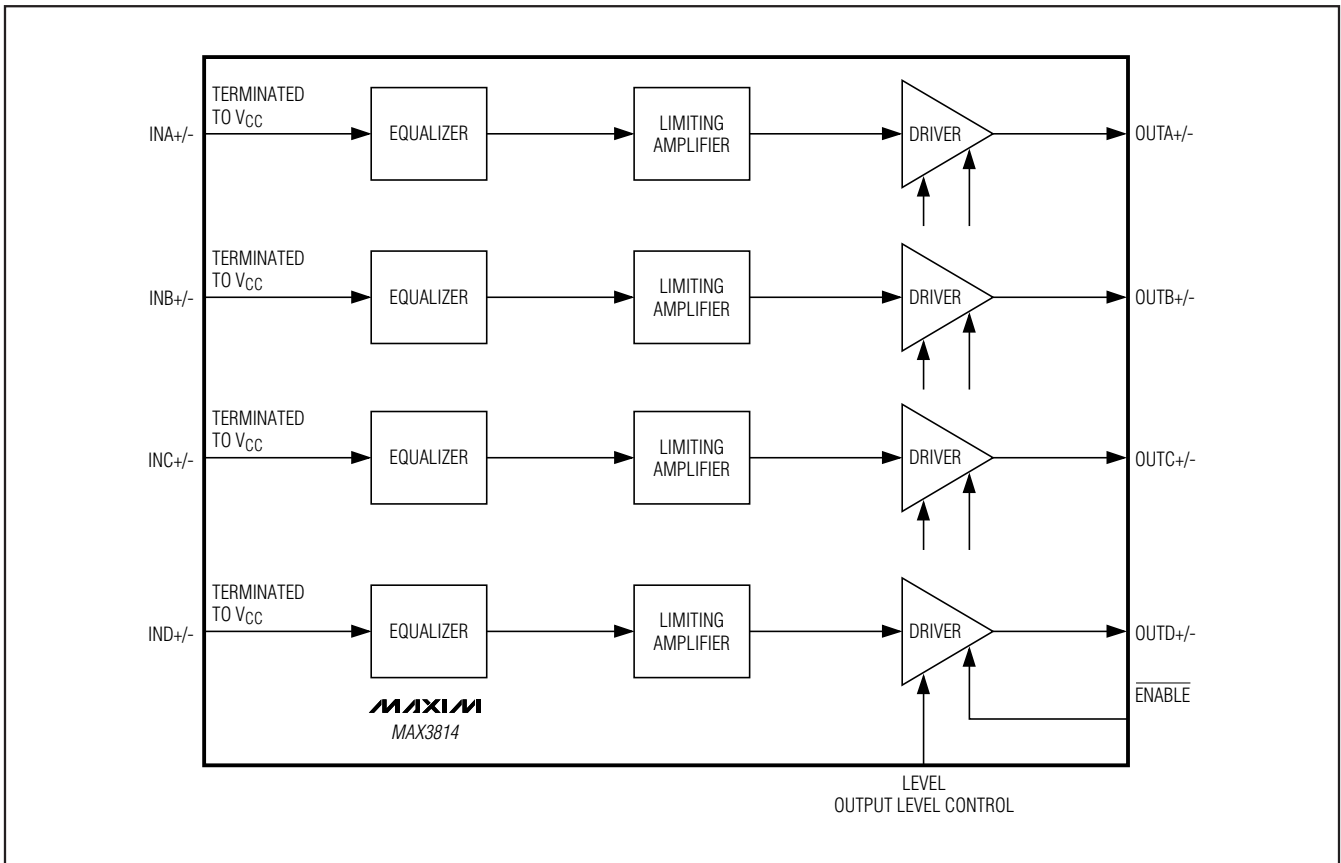 TERMINATED
TO VCC
INA+/-
EQUALIZER
LIMITING
AMPLIFIER
DRIVER
OUTA+/-
TERMINATED
TO VCC
INB+/-
EQUALIZER
LIMITING
AMPLIFIER
DRIVER
OUTB+/-
TERMINATED
TO VCC
INC+/-
EQUALIZER
LIMITING
AMPLIFIER
DRIVER
OUTC+/-
TERMINATED
TO VCC
IND+/-
EQUALIZER
LIMITING
AMPLIFIER
DRIVER
OUTD+/-
ENABLE
MAXIM
MAX3814
LEVEL
OUTPUT LEVEL CONTROL